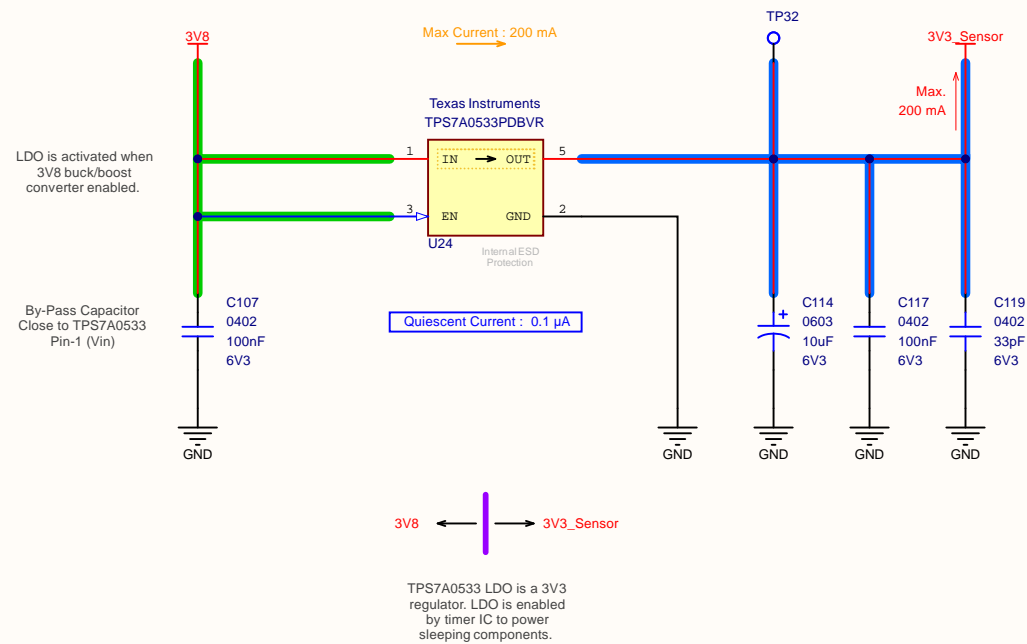 3V8
Max Current : 200 mA
TP32
3V3_Sensor
Max.
200 mA
Texas Instruments
TPS7A0533PDBVR
LDO is activated when
3V8 buck/boost
converter enabled.
1
IN
OUT
5
3
EN
GND
2
U24
Internal ESD
Protection
By-Pass Capacitor
Close to TPS7A0533
Pin-1 (Vin)
C107
0402
100nF
6V3
Quiescent Current : 0.1 µA
C114
0603
10uF
6V3
C117
0402
100nF
6V3
C119
0402
33pF
6V3
+
GND
GND
GND
GND
GND
3V8
3V3_Sensor
TPS7A0533 LDO is a 3V3
regulator. LDO is enabled
by timer IC to power
sleeping components.